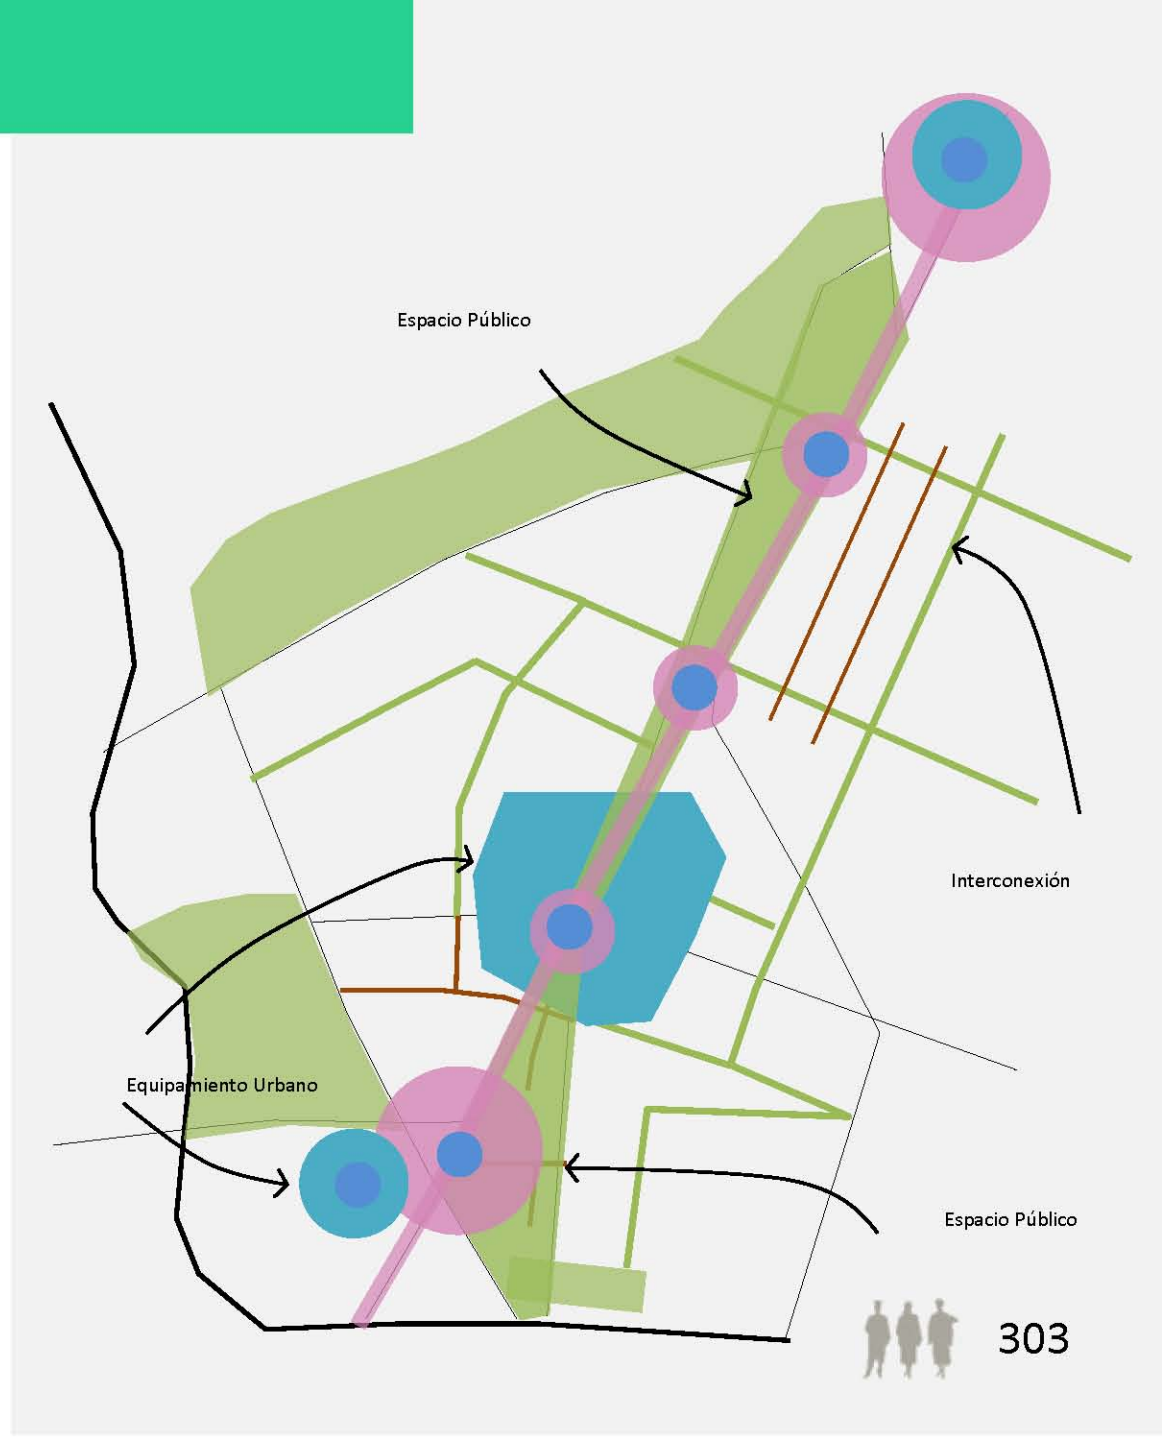 Espacio Público
Interconexión
Equipamiento Urbano
Espacio Público
303